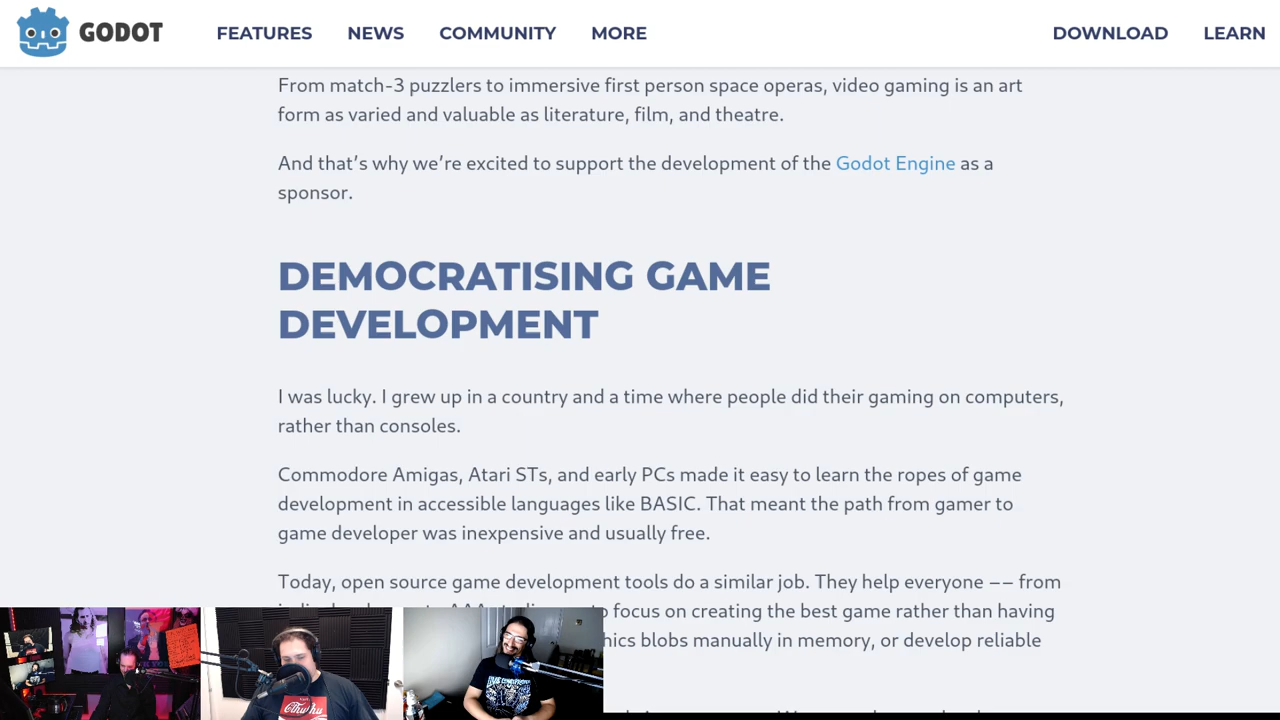 GODOT
FEATURES NEWS COMMUNITY MORE DOWNLOAD LEARN
From match-3 puzzlers to immersive first person space operas, video gaming is an art
form as varied and valuable as literature, film, and theatre.
And that's why we're excited to support the development of the Godot Engine as a
sponsor.
DEMOCRATISING GAME
DEVELOPMENT
I was lucky. I grew up in a country and a time where people did their gaming on computers,
rather than consoles.
Commodore Amigas, Atari STs, and early PCs made it easy to learn the ropes of game
development in accessible languages like BASIC. That meant the path from gamer to
game developer was inexpensive and usually free.
Today, open source game development tools do a similar job. They help everyone –– from
focus on creating the best game rather than having
blobs manually in memory, or develop reliable
Cthulhu